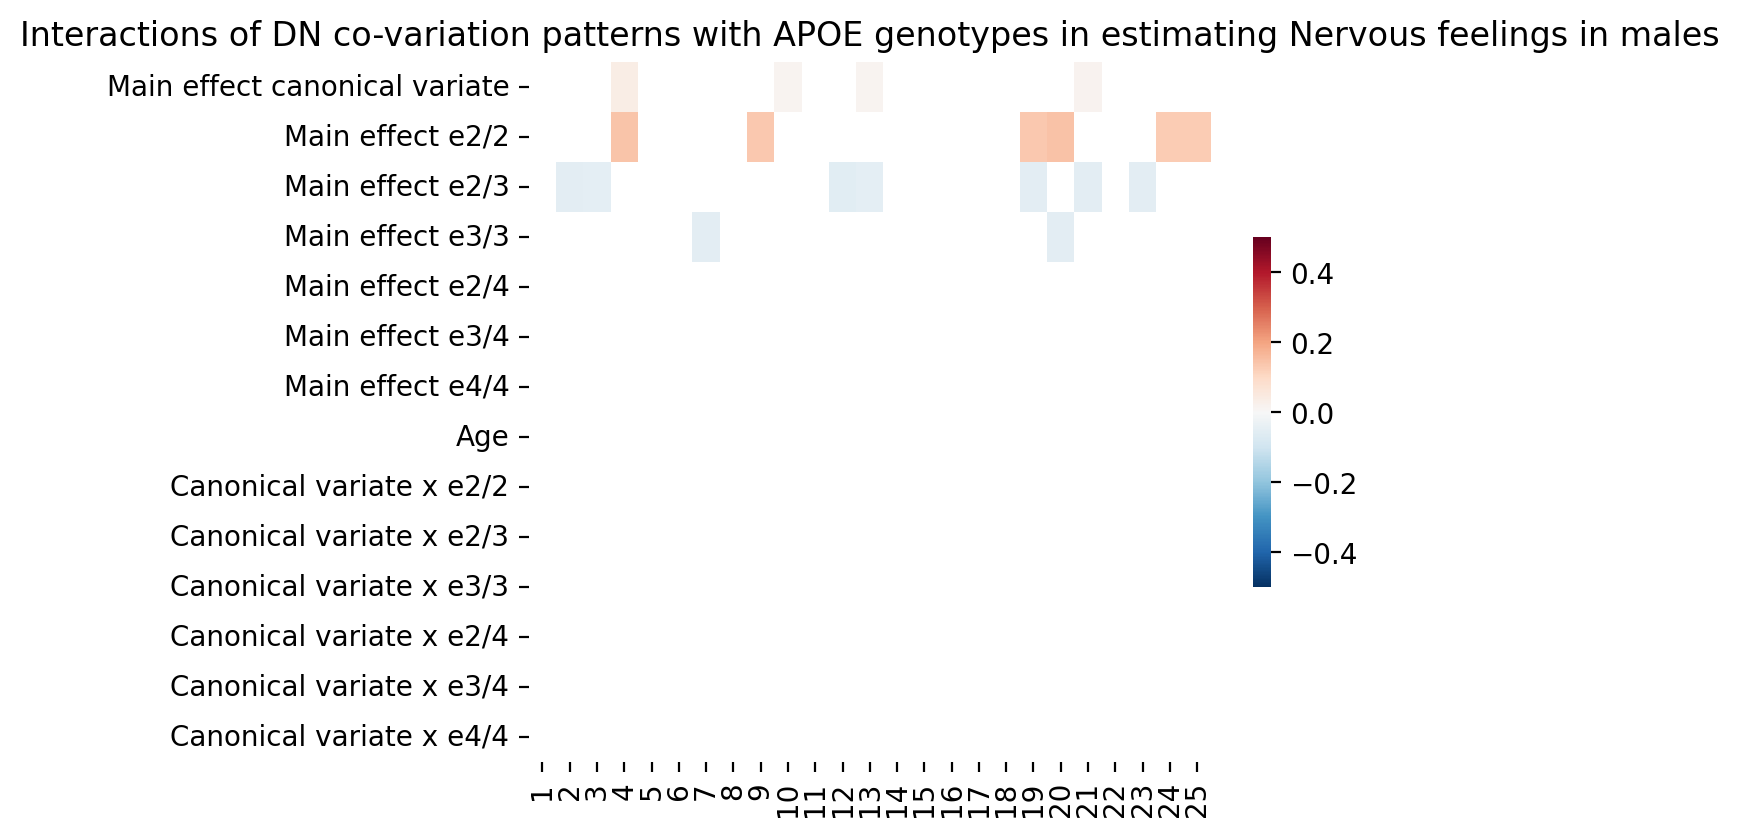 Interactions of DN co-variation patterns with APOE genotypes in estimating Nervous feelings in males
Main effect canonical variate
Main effect e2/2
Main effect e2/3
Main effect e3/3
Main effect e2/4
Main effect e3/4
Main effect e4/4
Age
Canonical variate x e2/2
Canonical variate x e2/3
Canonical variate x e3/3
Canonical variate x e2/4
Canonical variate x e3/4
Canonical variate x e4/4
1 2 3 4 5 6 7 8 9 10 11 12 13 14 15 16 17 18 19 20 21 22 23 24 25
0.4
0.2
0.0
−0.2
−0.4